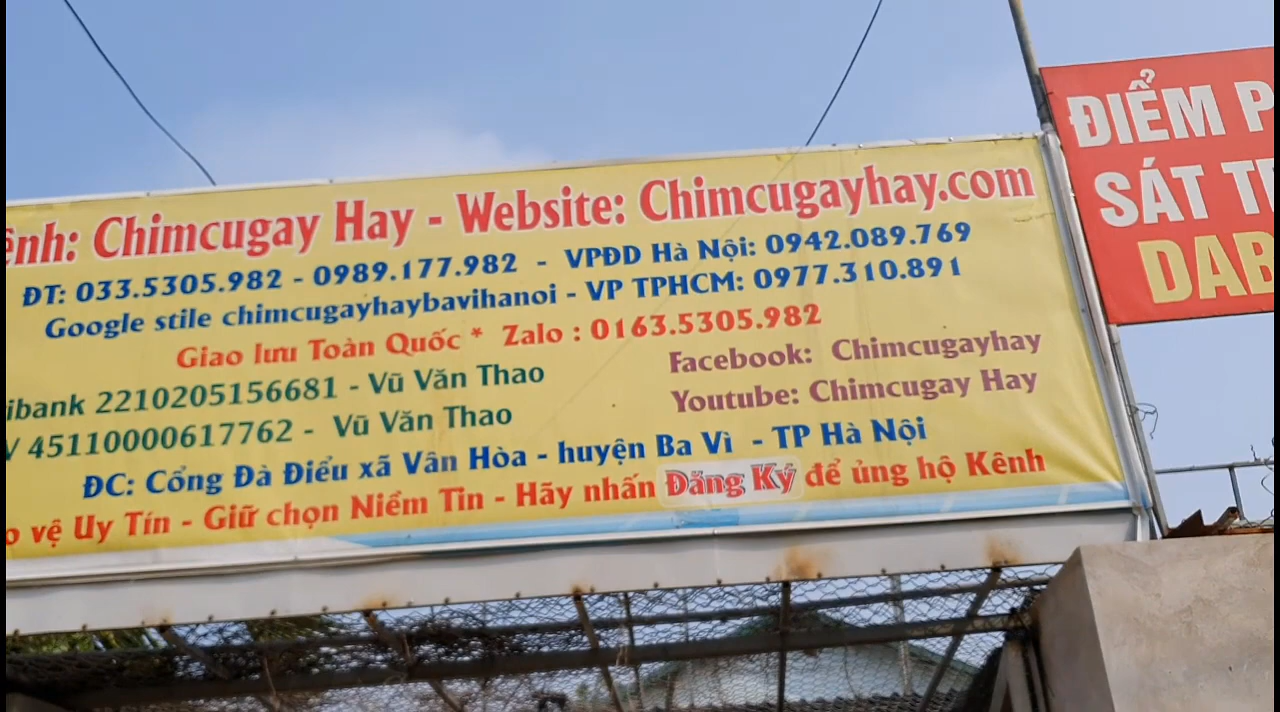 ênh: Chimcugay Hay - Website: Chimcugayhay.com
ĐT: 033.5305.982 - 0989.177.982 - VPĐD Hà Nội: 0942.089.769
Google stile chimcugayhaybavihanoi - VP TPHCM: 0977.310.891
Giao lưu Toàn Quốc * Zalo : 0163.5305.982
ibank 2210205156681 - Vũ Văn Thao
V 45110000617762 - Vũ Văn Thao
Facebook: Chimcugayhay
Youtube: Chimcugay Hay
ĐC: Cổng Đà Điểu xã Vân Hòa - huyện Ba Vì - TP Hà Nội
o vệ Uy Tín - Giữ chọn Niềm Tin - Hãy nhấn Đăng Ký để ủng hộ Kênh
ĐIỂM P
SÁT T
DAB